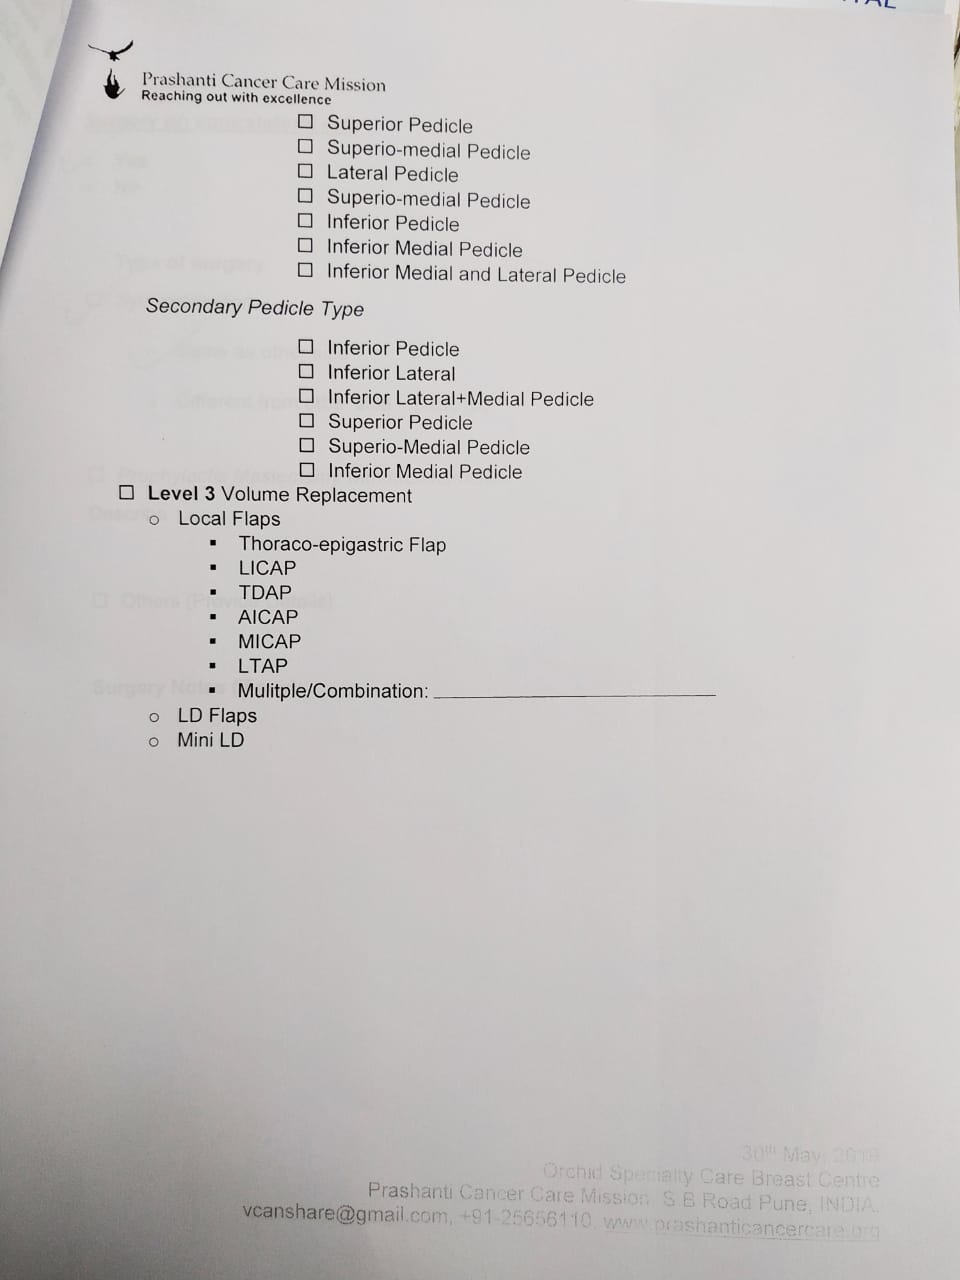 Prashanti Cancer Care Mission
Reaching out with excellence
☐ Superior Pedicle
☐ Superio-medial Pedicle
☐ Lateral Pedicle
☐ Superio-medial Pedicle
☐ Inferior Pedicle
☐ Inferior Medial Pedicle
☐ Inferior Medial and Lateral Pedicle
Secondary Pedicle Type
☐ Inferior Pedicle
☐ Inferior Lateral
☐ Inferior Lateral+Medial Pedicle
☐ Superior Pedicle
☐ Superio-Medial Pedicle
☐ Inferior Medial Pedicle
☐ Level 3 Volume Replacement
o Local Flaps
▪ Thoraco-epigastric Flap
▪ LICAP
▪ TDAP
▪ AICAP
▪ MICAP
▪ LTAP
▪ Mulitple/Combination: ____________________
o LD Flaps
o Mini LD
30th May, 2019
Orchid Specialty Care Breast Centre
Prashanti Cancer Care Mission, S B Road Pune, INDIA.
vcanshare@gmail.com, +91-25656110, www.prashanticancercare.org